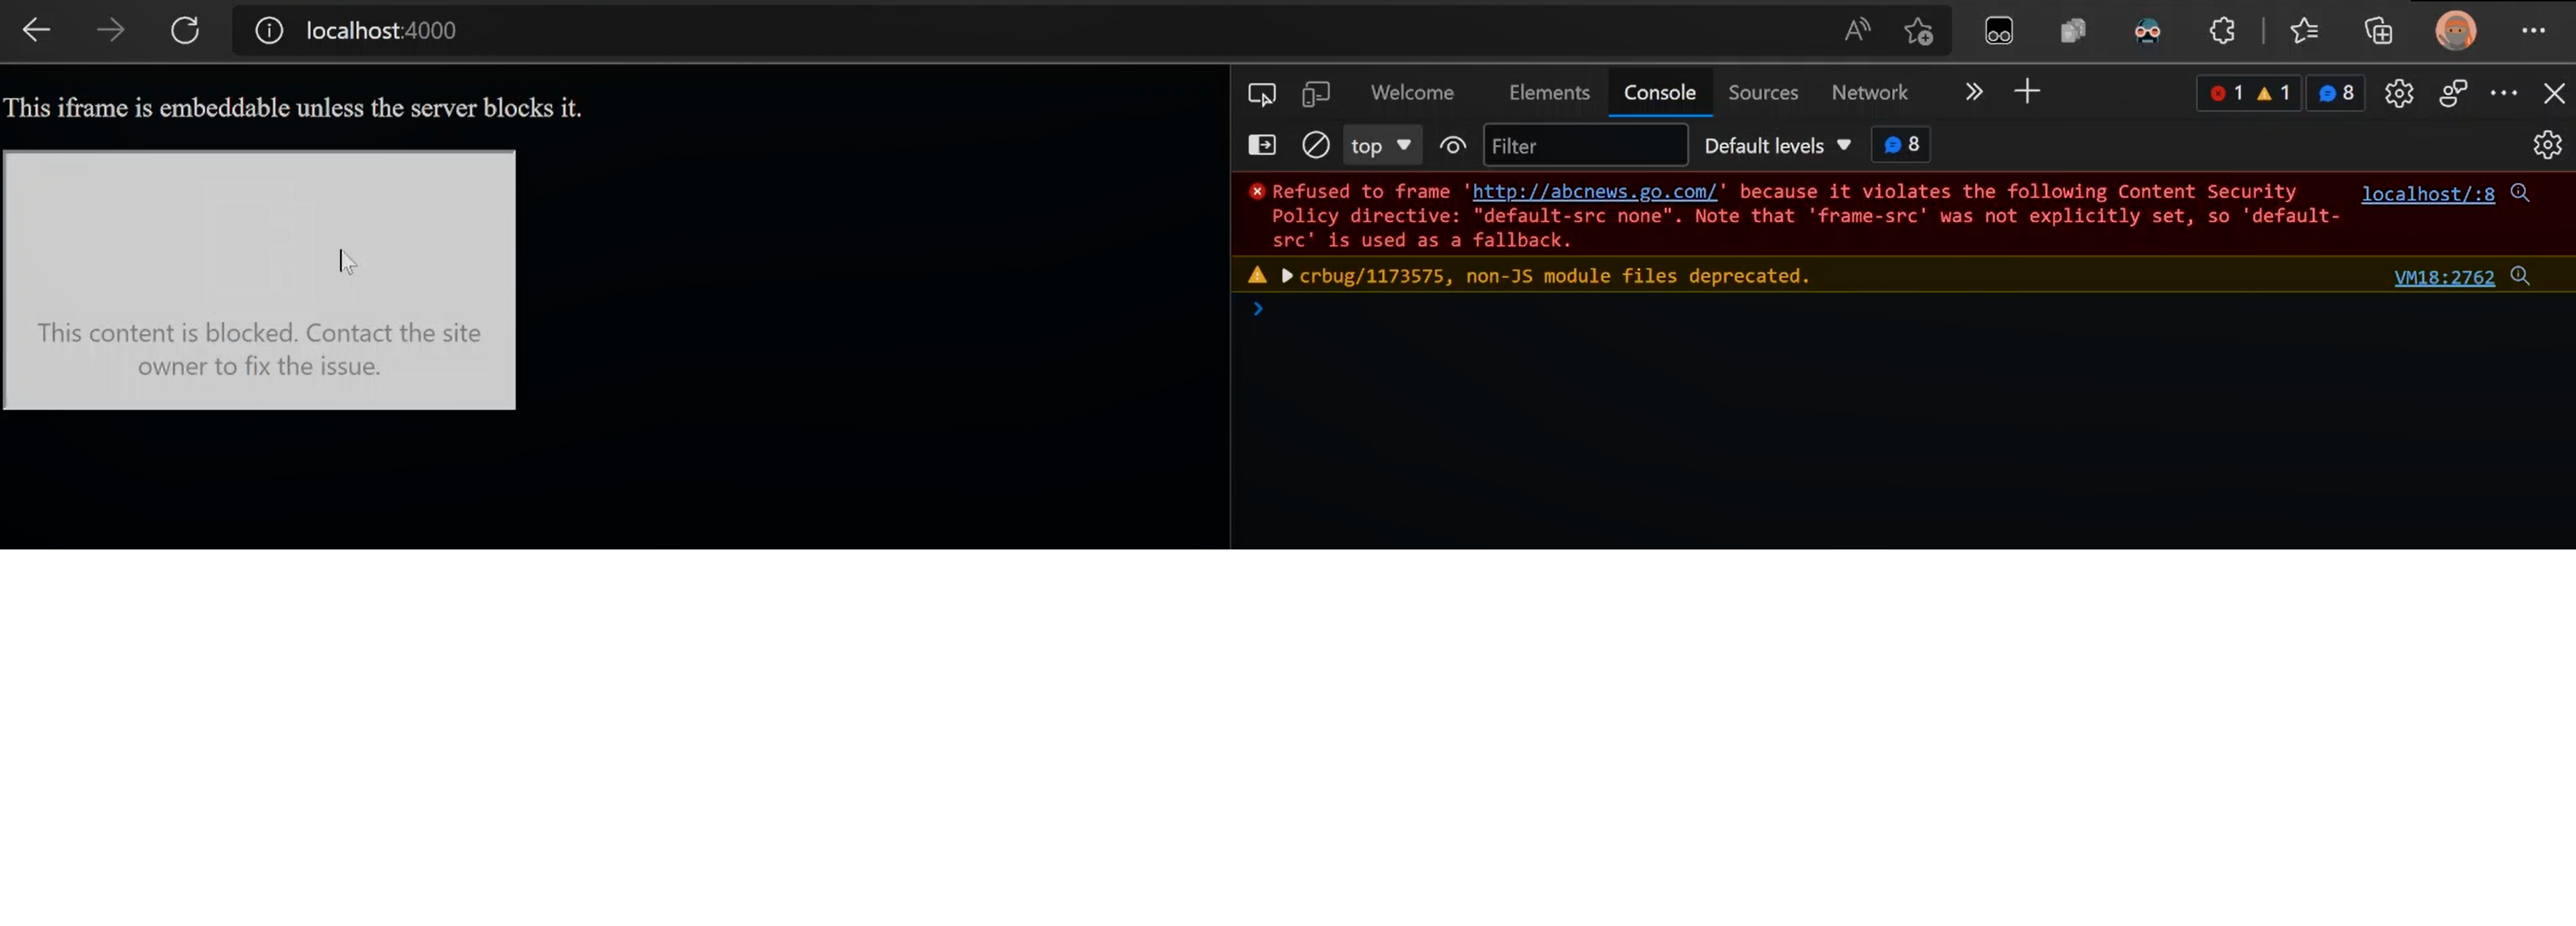 localhost:4000
This iframe is embeddable unless the server blocks it.
This content is blocked. Contact the site
owner to fix the issue.
Welcome Elements Console Sources Network 1 1 8
top Filter Default levels 8
Refused to frame 'http://abcnews.go.com/' because it violates the following Content Security localhost/:8
Policy directive: "default-src none". Note that 'frame-src' was not explicitly set, so 'default-
src' is used as a fallback.
crbug/1173575, non-JS module files deprecated. VM18:2762